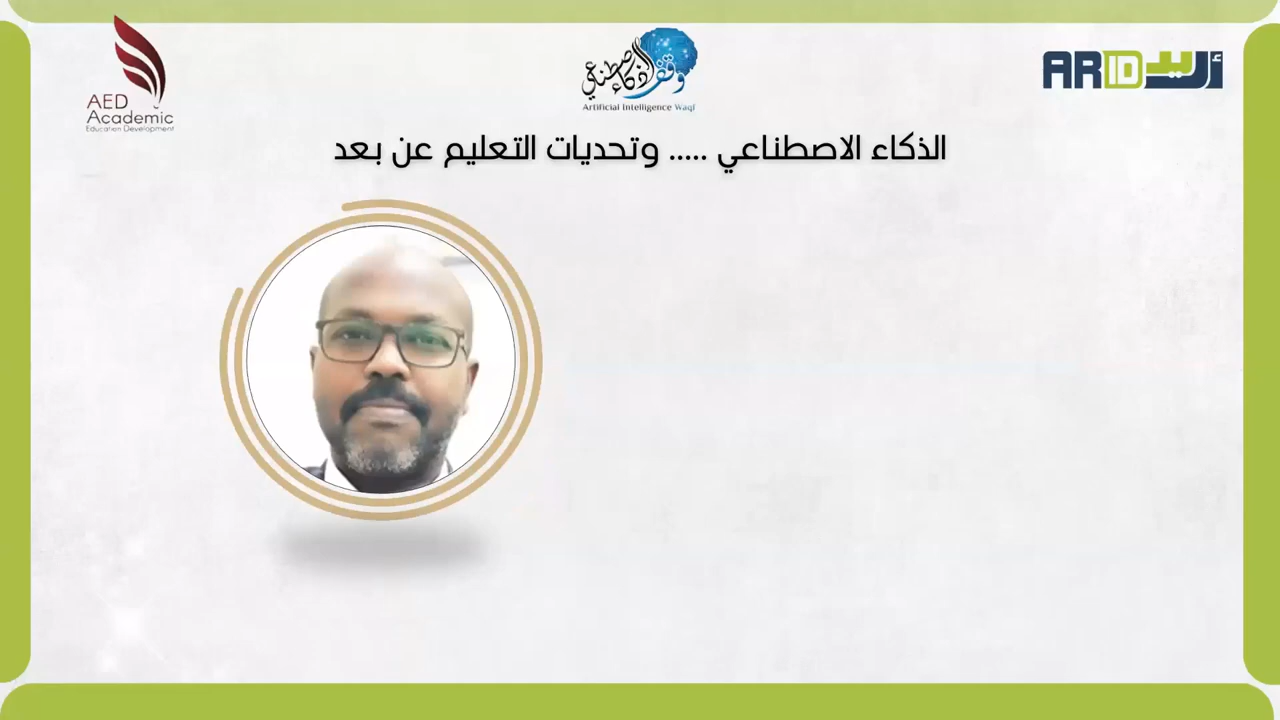 AED
Academic
Education Development
وقف الذكاء الاصطناعي
Artificial Intelligence Waqf
ARID أريد
الذكاء الاصطناعي ..... وتحديات التعليم عن بعد